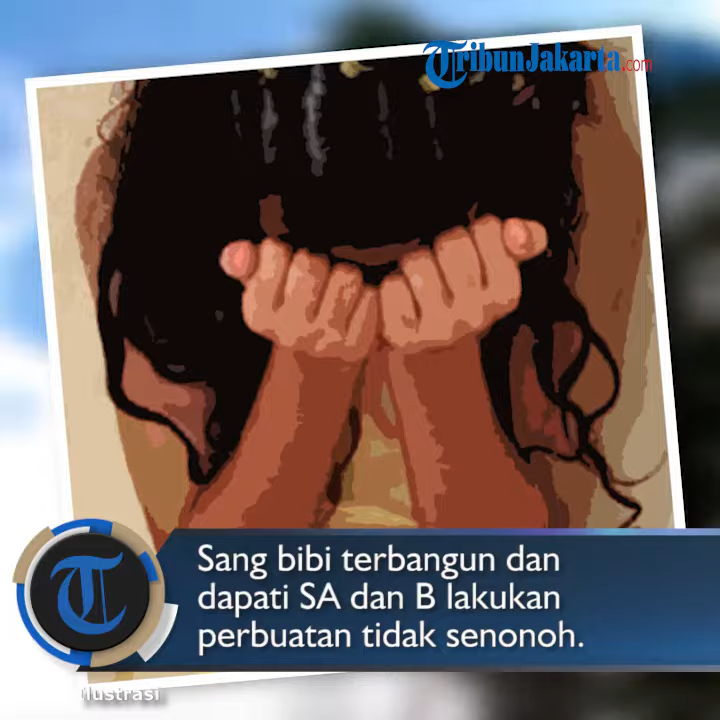 TribunJakarta.com
Sang bibi terbangun dan
dapati SA dan B lakukan
perbuatan tidak senonoh.
Ilustrasi